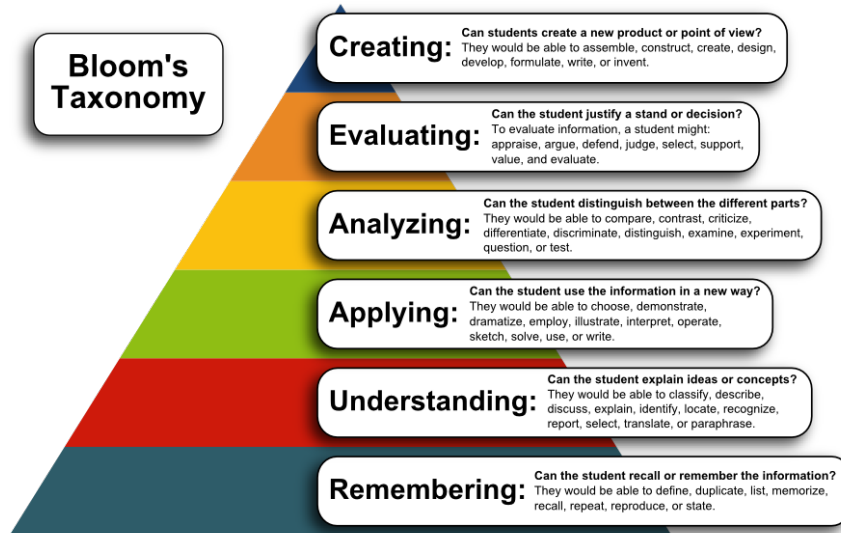 Bloom's
Taxonomy
Creating:
Can students create a new product or point of view?
They would be able to assemble, construct, create, design,
develop, formulate, write, or invent.
Evaluating:
Can the student justify a stand or decision?
To evaluate information, a student might:
appraise, argue, defend, judge, select, support,
value, and evaluate.
Analyzing:
Can the student distinguish between the different parts?
They would be able to compare, contrast, criticize,
differentiate, discriminate, distinguish, examine, experiment,
question, or test.
Applying:
Can the student use the information in a new way?
They would be able to choose, demonstrate,
dramatize, employ, illustrate, interpret, operate,
sketch, solve, use, or write.
Understanding:
Can the student explain ideas or concepts?
They would be able to classify, describe,
discuss, explain, identify, locate, recognize,
report, select, translate, or paraphrase.
Remembering:
Can the student recall or remember the information?
They would be able to define, duplicate, list, memorize,
recall, repeat, reproduce, or state.